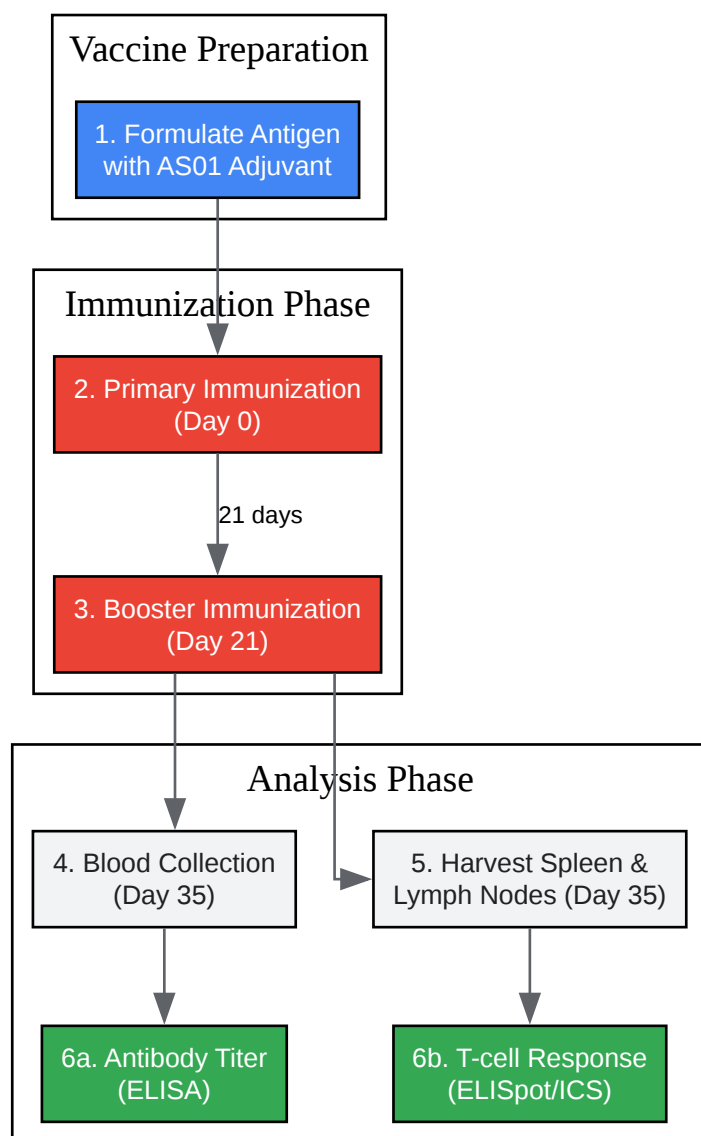 Vaccine Preparation
1. Formulate Antigen
with AS01 Adjuvant
Immunization Phase
2. Primary Immunization
(Day 0)
21 days
3. Booster Immunization
(Day 21)
Analysis Phase
4. Blood Collection
(Day 35)
5. Harvest Spleen &
Lymph Nodes (Day 35)
6a. Antibody Titer
(ELISA)
6b. T-cell Response
(ELISpot/ICS)